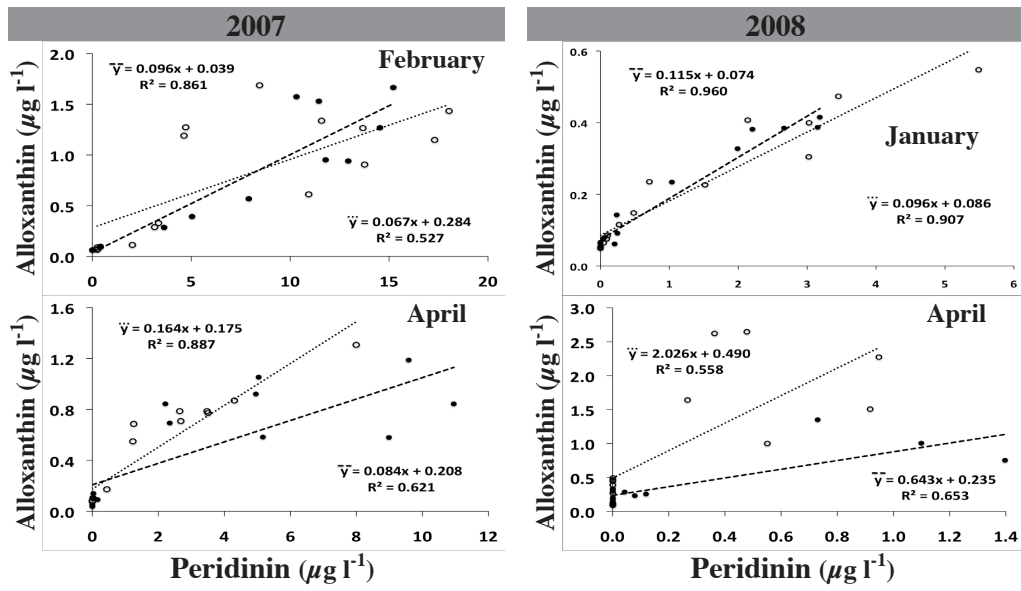 2007
2008
Alloxanthin (µg l-1)
2.0
1.5
1.0
0.5
0.0
0
5
10
15
20
y = 0.096x + 0.039
R² = 0.861
February
y = 0.067x + 0.284
R² = 0.527
Alloxanthin (µg l-1)
0.6
0.4
0.2
0.0
0
1
2
3
4
5
6
y = 0.115x + 0.074
R² = 0.960
January
y = 0.096x + 0.086
R² = 0.907
Alloxanthin (µg l-1)
1.6
1.2
0.8
0.4
0.0
0
2
4
6
8
10
12
April
y = 0.164x + 0.175
R² = 0.887
y = 0.084x + 0.208
R² = 0.621
Peridinin (µg l-1)
Alloxanthin (µg l-1)
3.0
2.5
2.0
1.5
1.0
0.5
0.0
0.0
0.2
0.4
0.6
0.8
1.0
1.2
1.4
April
y = 2.026x + 0.490
R² = 0.558
y = 0.643x + 0.235
R² = 0.653
Peridinin (µg l-1)